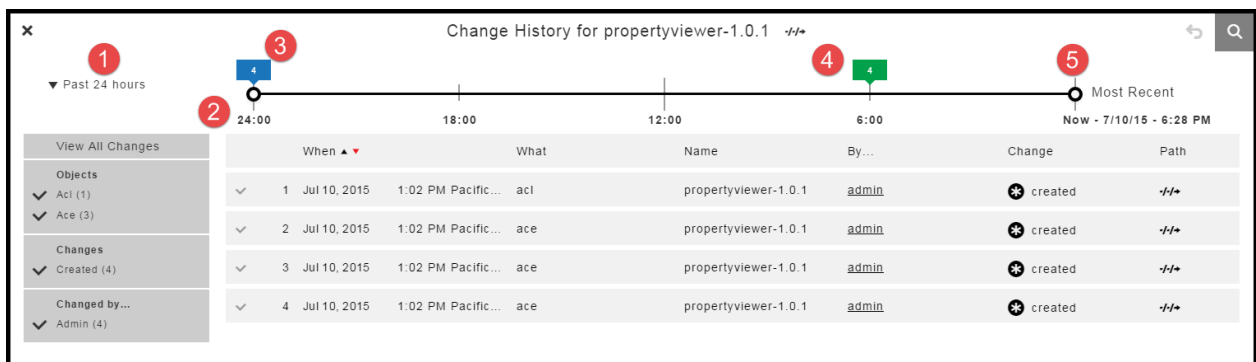 Change History for propertyviewer-1.0.1
1
3
4
5
▼ Past 24 hours
4
4
Most Recent
2
24:00 18:00 12:00 6:00 Now - 7/10/15 - 6:28 PM
View All Changes
Objects
Acl (1)
Ace (3)
Changes
Created (4)
Changed by...
Admin (4)
When ▲ ▼ What Name By... Change Path
1 Jul 10, 2015 1:02 PM Pacific... acl propertyviewer-1.0.1 admin created
2 Jul 10, 2015 1:02 PM Pacific... ace propertyviewer-1.0.1 admin created
3 Jul 10, 2015 1:02 PM Pacific... ace propertyviewer-1.0.1 admin created
4 Jul 10, 2015 1:02 PM Pacific... ace propertyviewer-1.0.1 admin created